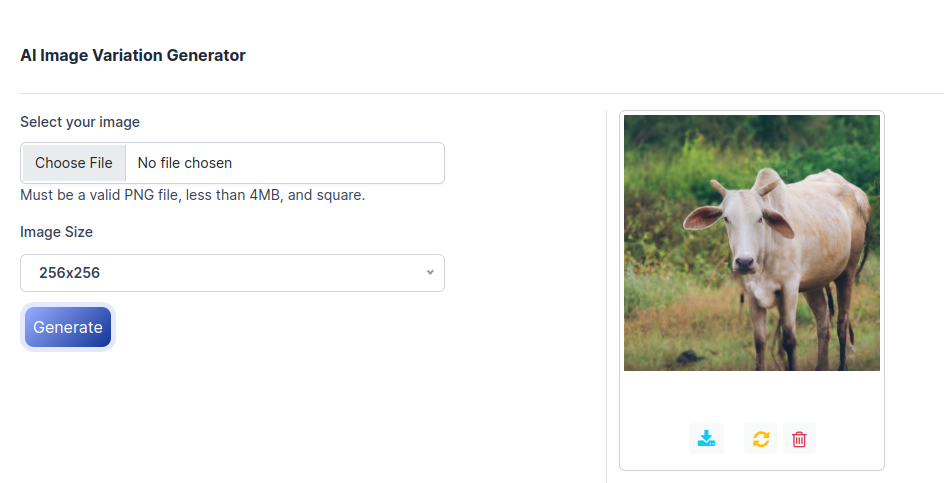 AI Image Variation Generator
Select your image
Choose File No file chosen
Must be a valid PNG file, less than 4MB, and square.
Image Size
256x256
Generate